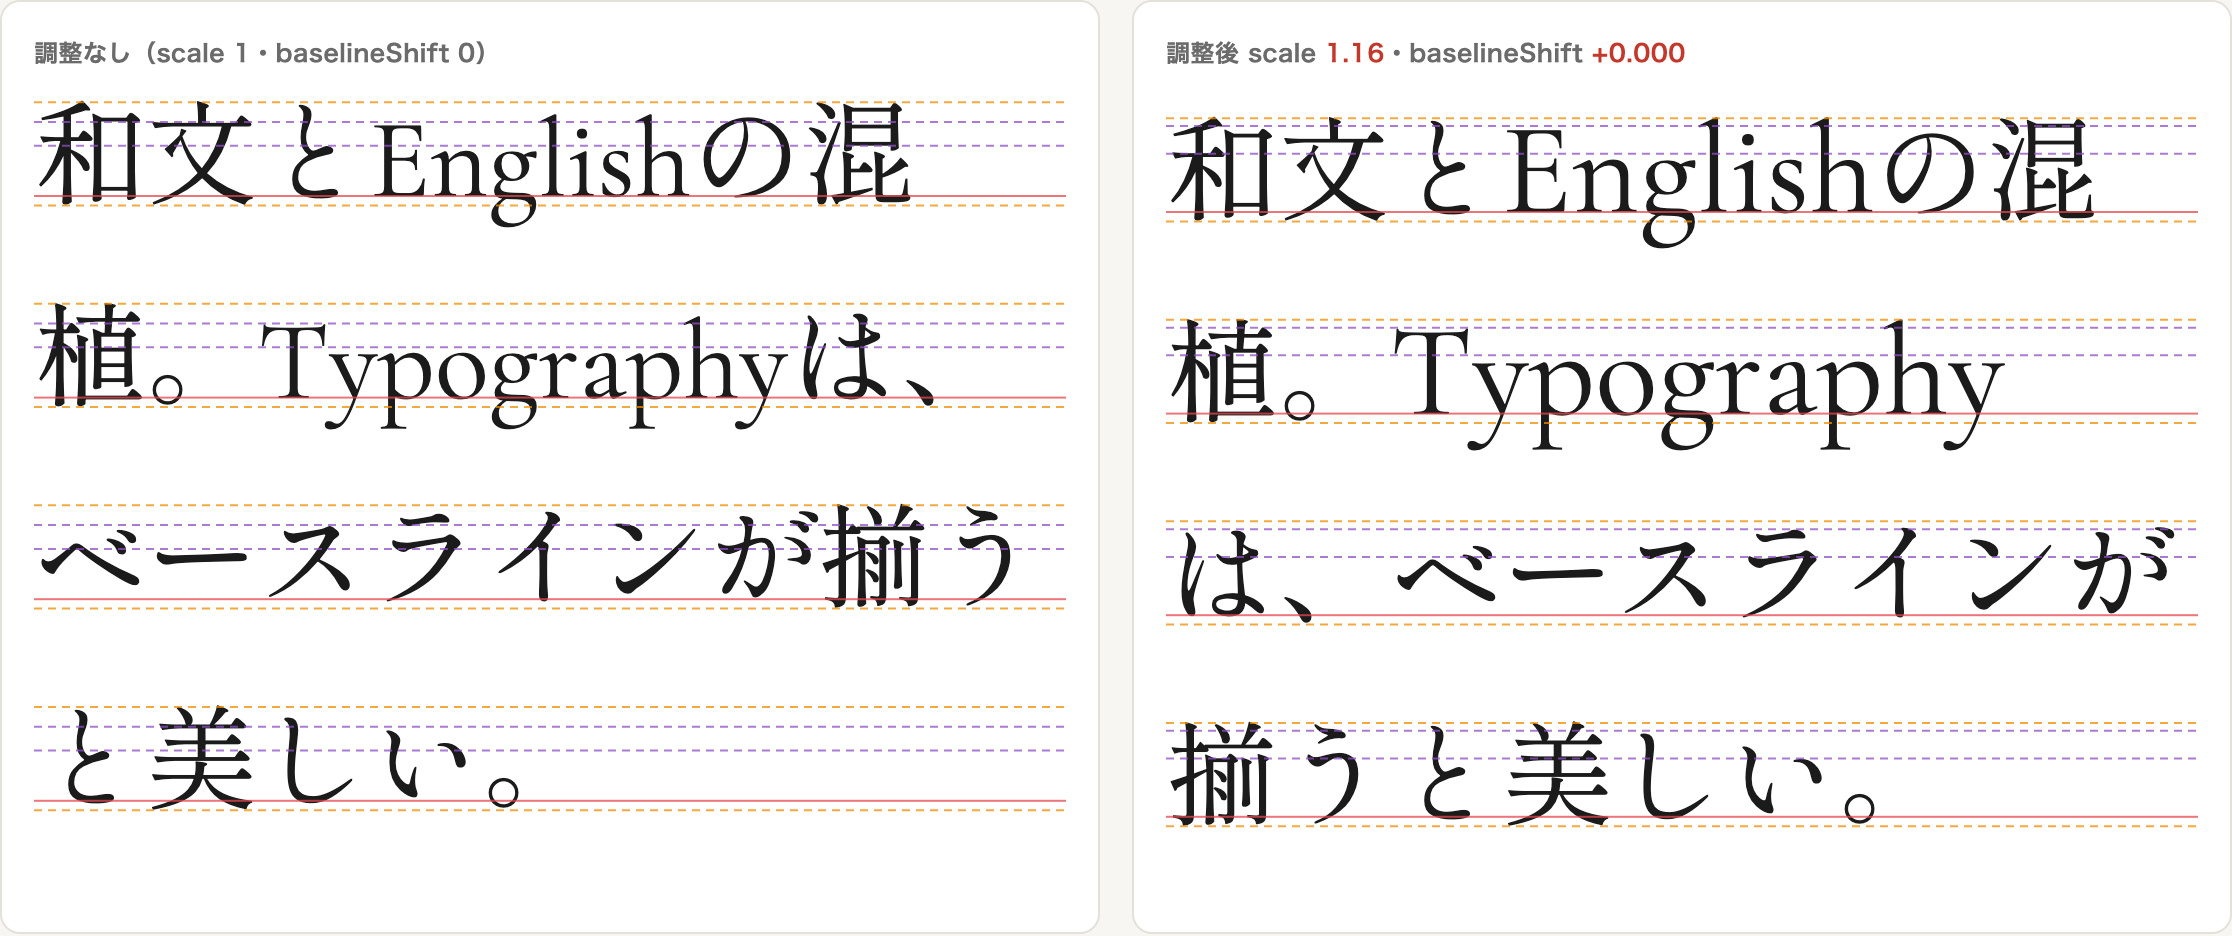 調整なし（scale 1・baselineShift 0）
和文とEnglishの混
植。Typographyは、
ベースラインが揃う
と美しい。
調整後 scale 1.16・baselineShift +0.000
和文とEnglishの混
植。Typography
は、ベースラインが
揃うと美しい。